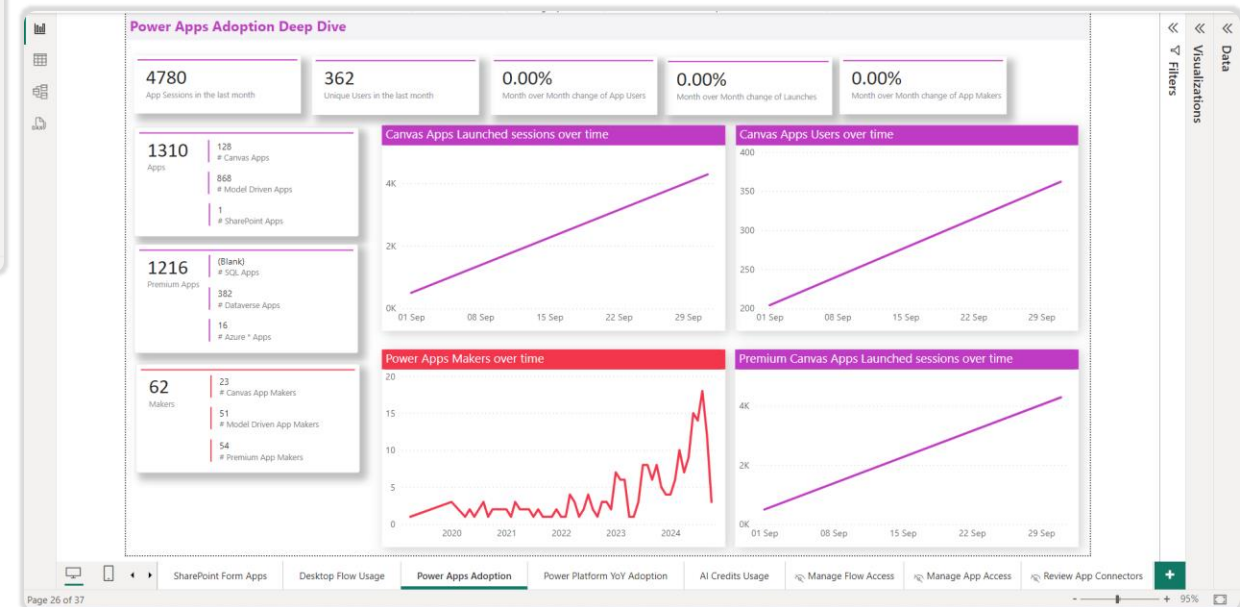 Power Apps Adoption Deep Dive
4780
App Sessions in the last month
362
Unique Users in the last month
0.00%
Month over Month change of App Users
0.00%
Month over Month change of Launches
0.00%
Month over Month change of App Makers
1310
Apps
128
# Canvas Apps
868
# Model Driven Apps
1
# SharePoint Apps
1216
Premium Apps
(Blank)
# SQL Apps
382
# Dataverse Apps
16
# Azure * Apps
62
Makers
23
# Canvas App Makers
51
# Model Driven App Makers
54
# Premium App Makers
Canvas Apps Launched sessions over time
4K
2K
0K
01 Sep 08 Sep 15 Sep 22 Sep 29 Sep
Canvas Apps Users over time
400
350
300
250
200
01 Sep 08 Sep 15 Sep 22 Sep 29 Sep
Power Apps Makers over time
20
15
10
5
0
2020 2021 2022 2023 2024
Premium Canvas Apps Launched sessions over time
4K
2K
0K
01 Sep 08 Sep 15 Sep 22 Sep 29 Sep
Filters
Visualizations
Data
SharePoint Form Apps Desktop Flow Usage Power Apps Adoption Power Platform YoY Adoption AI Credits Usage Manage Flow Access Manage App Access Review App Connectors
Page 26 of 37
- + 95%